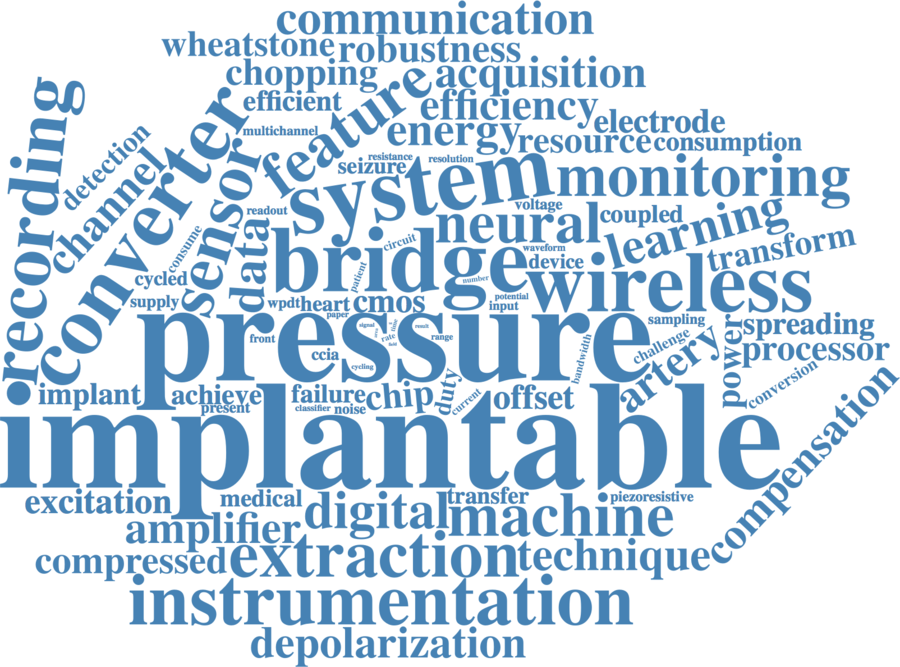 communication
wheatstone
robustness
chopping
acquisition
efficient
feature
efficiency
multichannel
energy
electrode
resource
consumption
recording
detection
channel
converter
sensor
seizure
resistance
resolution
system
monitoring
readout
data
consume
voltage
neural
coupled
learning
transform
bridge
circuit
waveform
device
patient
number
wireless
cycled
supply
wpdt
heart
cmos
potential
input
paper
pressure
signal
time
result
rate
range
front
ccia
cycling
sampling
bandwidth
challenge
artery
power
spreading
processor
conversion
implant
achieve
present
failure
classifier
noise
chip
duty
current
offset
implantable
compensation
excitation
medical
transfer
piezoresistive
amplifier
digital
machine
compressed
extraction
technique
instrumentation
depolarization